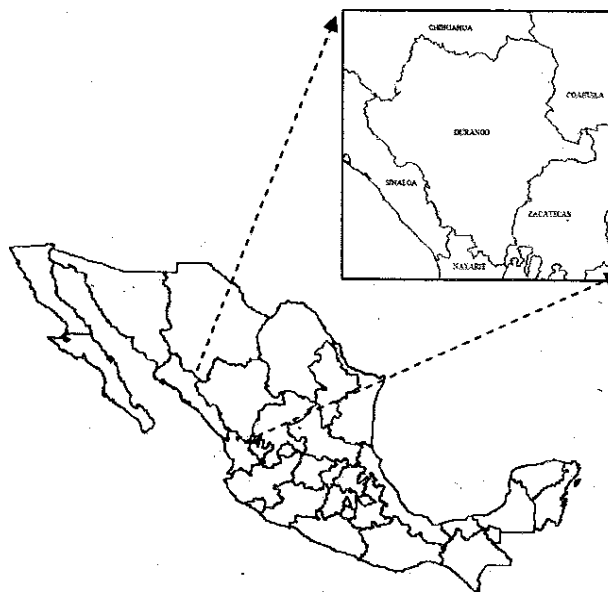 CHIHUAHUA
COAHUILA
DURANGO
SINALOA
ZACATECAS
NAYARIT
A